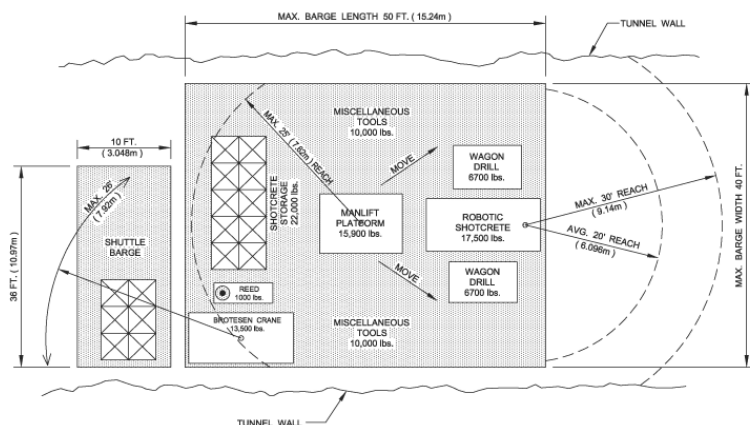 MAX. BARGE LENGTH 50 FT. ( 15.24m )
TUNNEL WALL
10 FT.
( 3.048m )
MAX. 26'
( 7.92m )
36 FT. ( 10.97m )
SHUTTLE
BARGE
MAX. 25' (7.62m) REACH
SHOTCRETE
STORAGE
22,000 lbs.
MISCELLANEOUS
TOOLS
10,000 lbs.
MOVE
WAGON
DRILL
6700 lbs.
MANLIFT
PLATFORM
15,900 lbs.
ROBOTIC
SHOTCRETE
17,500 lbs.
MAX. 30' REACH
( 9.14m )
AVG. 20' REACH
( 6.096m )
MAX. BARGE WIDTH 40 FT.
MOVE
WAGON
DRILL
6700 lbs.
REED
1000 lbs.
BROTESEN CRANE
13,500 lbs.
MISCELLANEOUS
TOOLS
10,000 lbs.
TUNNEL WALL